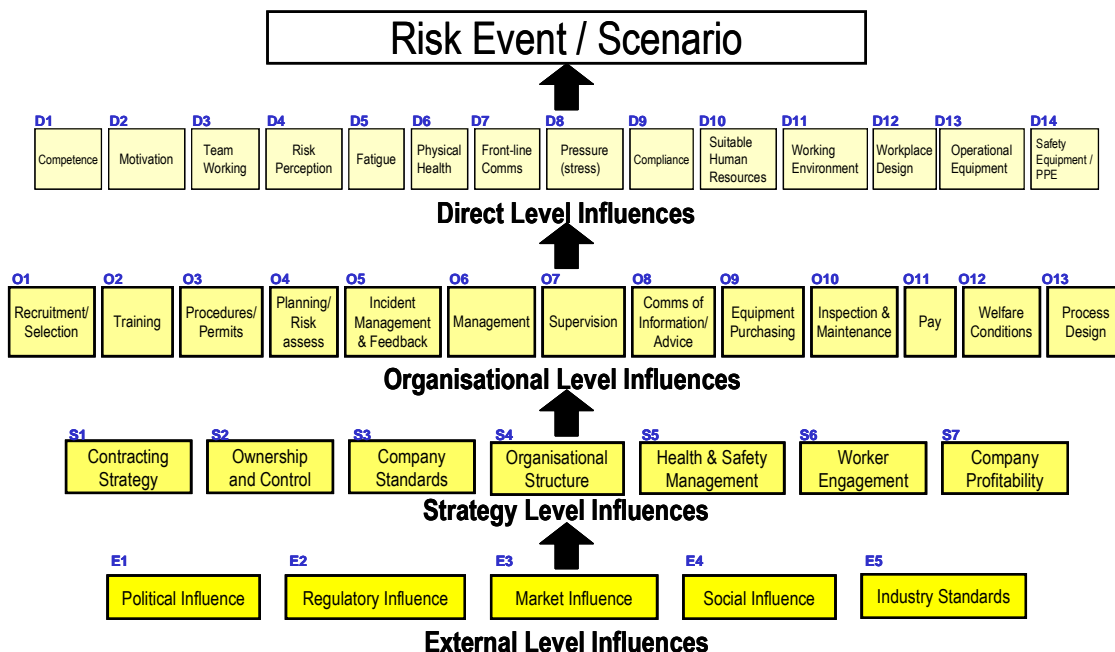 Risk Event / Scenario
D1 D2 D3 D4 D5 D6 D7 D8 D9 D10 D11 D12 D13 D14
Competence
Motivation
Team
Working
Risk
Perception
Fatigue
Physical
Health
Front-line
Comms
Pressure
(stress)
Compliance
Suitable
Human
Resources
Working
Environment
Workplace
Design
Operational
Equipment
Safety
Equipment /
PPE
Direct Level Influences
O1 O2 O3 O4 O5 O6 O7 O8 O9 O10 O11 O12 O13
Recruitment/
Selection
Training
Procedures/
Permits
Planning/
Risk
assess
Incident
Management
& Feedback
Management
Supervision
Comms of
Information/
Advice
Equipment
Purchasing
Inspection &
Maintenance
Pay
Welfare
Conditions
Process
Design
Organisational Level Influences
S1 S2 S3 S4 S5 S6 S7
Contracting
Strategy
Ownership
and Control
Company
Standards
Organisational
Structure
Health & Safety
Management
Worker
Engagement
Company
Profitability
Strategy Level Influences
E1 E2 E3 E4 E5
Political Influence
Regulatory Influence
Market Influence
Social Influence
Industry Standards
External Level Influences